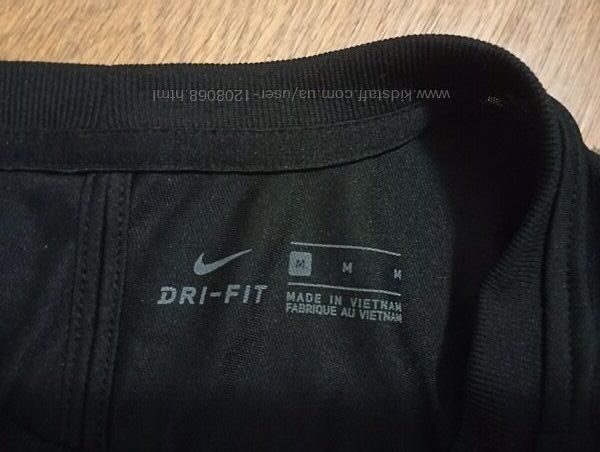 www.kidstaff.com.ua/user-1208068.html
M M M
DRI-FIT
MADE IN VIETNAM
FABRIQUE AU VIETNAM